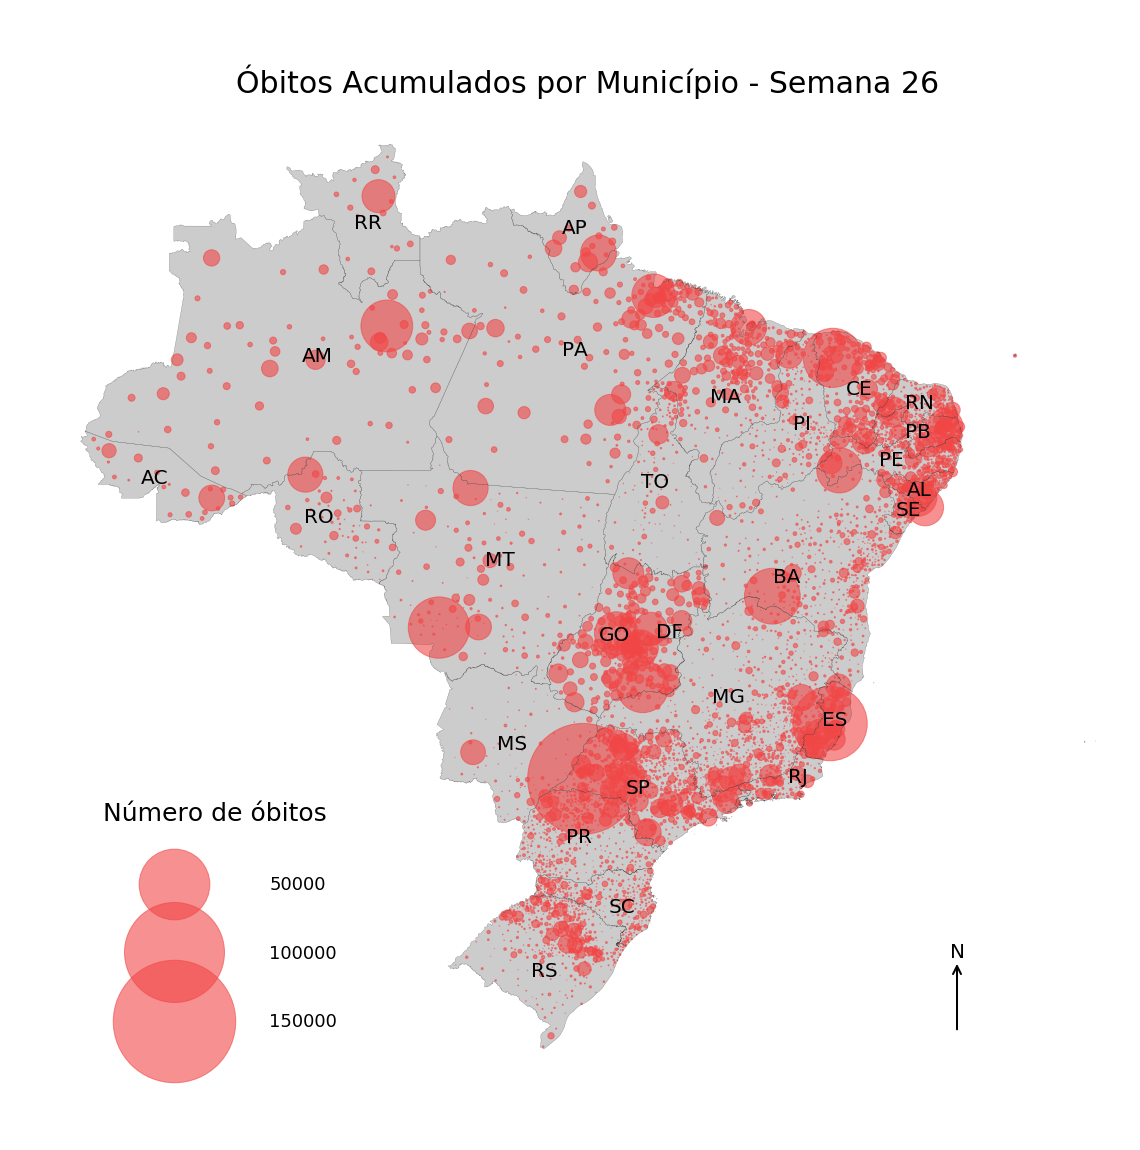 Óbitos Acumulados por Município - Semana 26
RR
AP
AM
PA
MA
CE
RN
PI
PB
PE
AC
TO
AL
SE
RO
MT
BA
GO
DF
MG
ES
MS
RJ
SP
PR
SC
RS
Número de óbitos
50000
100000
150000
N